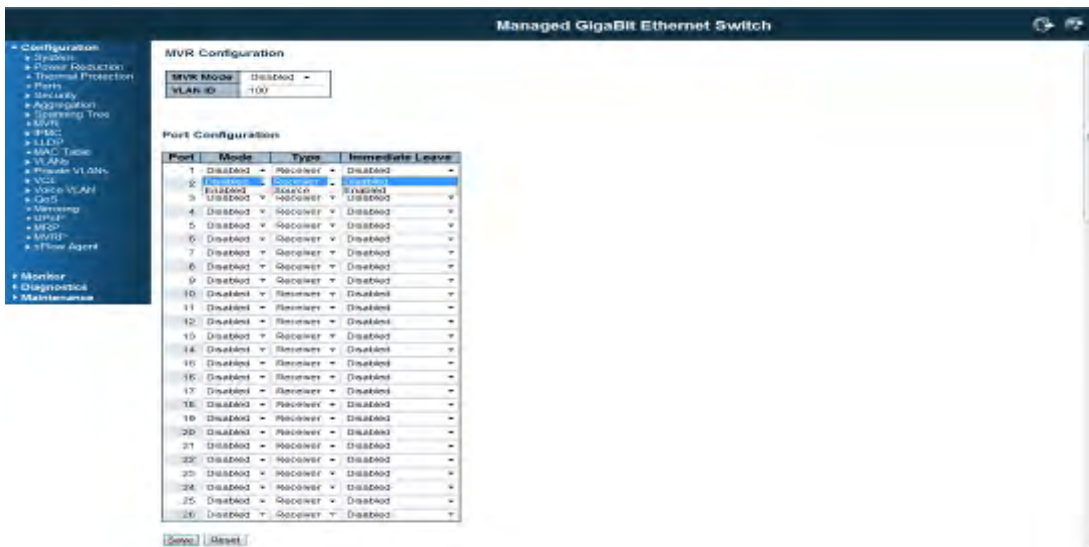 Managed GigaBit Ethernet Switch
Configuration
System
Power Reduction
Thermal Protection
Ports
Security
Aggregation
Spanning Tree
MVR
IPMC
LLDP
MAC Table
VLANs
Private VLANs
VCL
Voice VLAN
QoS
Mirroring
UPnP
MRP
MVRP
sFlow Agent
Monitor
Diagnostics
Maintenance
MVR Configuration
MVR Mode Disabled
VLAN ID 100
Port Configuration
Port Mode Type Immediate Leave
1 Disabled Receiver Disabled
2 Disabled Receiver Disabled
Enabled Source Enabled
3 Disabled Receiver Disabled
4 Disabled Receiver Disabled
5 Disabled Receiver Disabled
6 Disabled Receiver Disabled
7 Disabled Receiver Disabled
8 Disabled Receiver Disabled
9 Disabled Receiver Disabled
10 Disabled Receiver Disabled
11 Disabled Receiver Disabled
12 Disabled Receiver Disabled
13 Disabled Receiver Disabled
14 Disabled Receiver Disabled
15 Disabled Receiver Disabled
16 Disabled Receiver Disabled
17 Disabled Receiver Disabled
18 Disabled Receiver Disabled
19 Disabled Receiver Disabled
20 Disabled Receiver Disabled
21 Disabled Receiver Disabled
22 Disabled Receiver Disabled
23 Disabled Receiver Disabled
24 Disabled Receiver Disabled
25 Disabled Receiver Disabled
26 Disabled Receiver Disabled
Save Reset